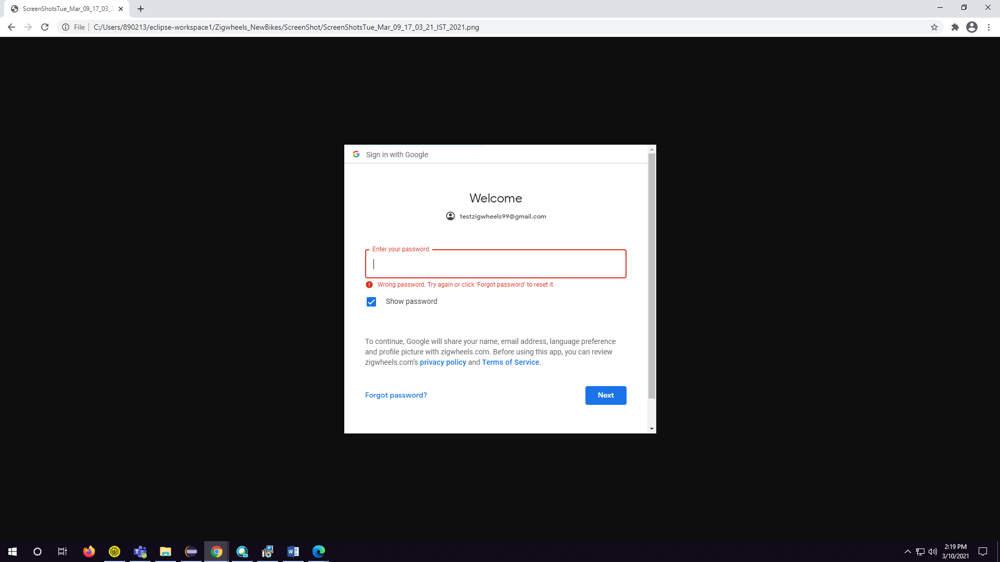 ScreenShotsTue_Mar_09_17_03_2
File
C:/Users/890213/eclipse-workspace1/Zigwheels_NewBikes/ScreenShot/ScreenShotsTue_Mar_09_17_03_21_IST_2021.png
Sign in with Google
Welcome
testzigwheels99@gmail.com
Enter your password
Wrong password. Try again or click ‘Forgot password’ to reset it.
Show password
To continue, Google will share your name, email address, language preference
and profile picture with zigwheels.com. Before using this app, you can review
zigwheels.com’s privacy policy and Terms of Service.
Forgot password?
Next
2:19 PM
3/10/2021